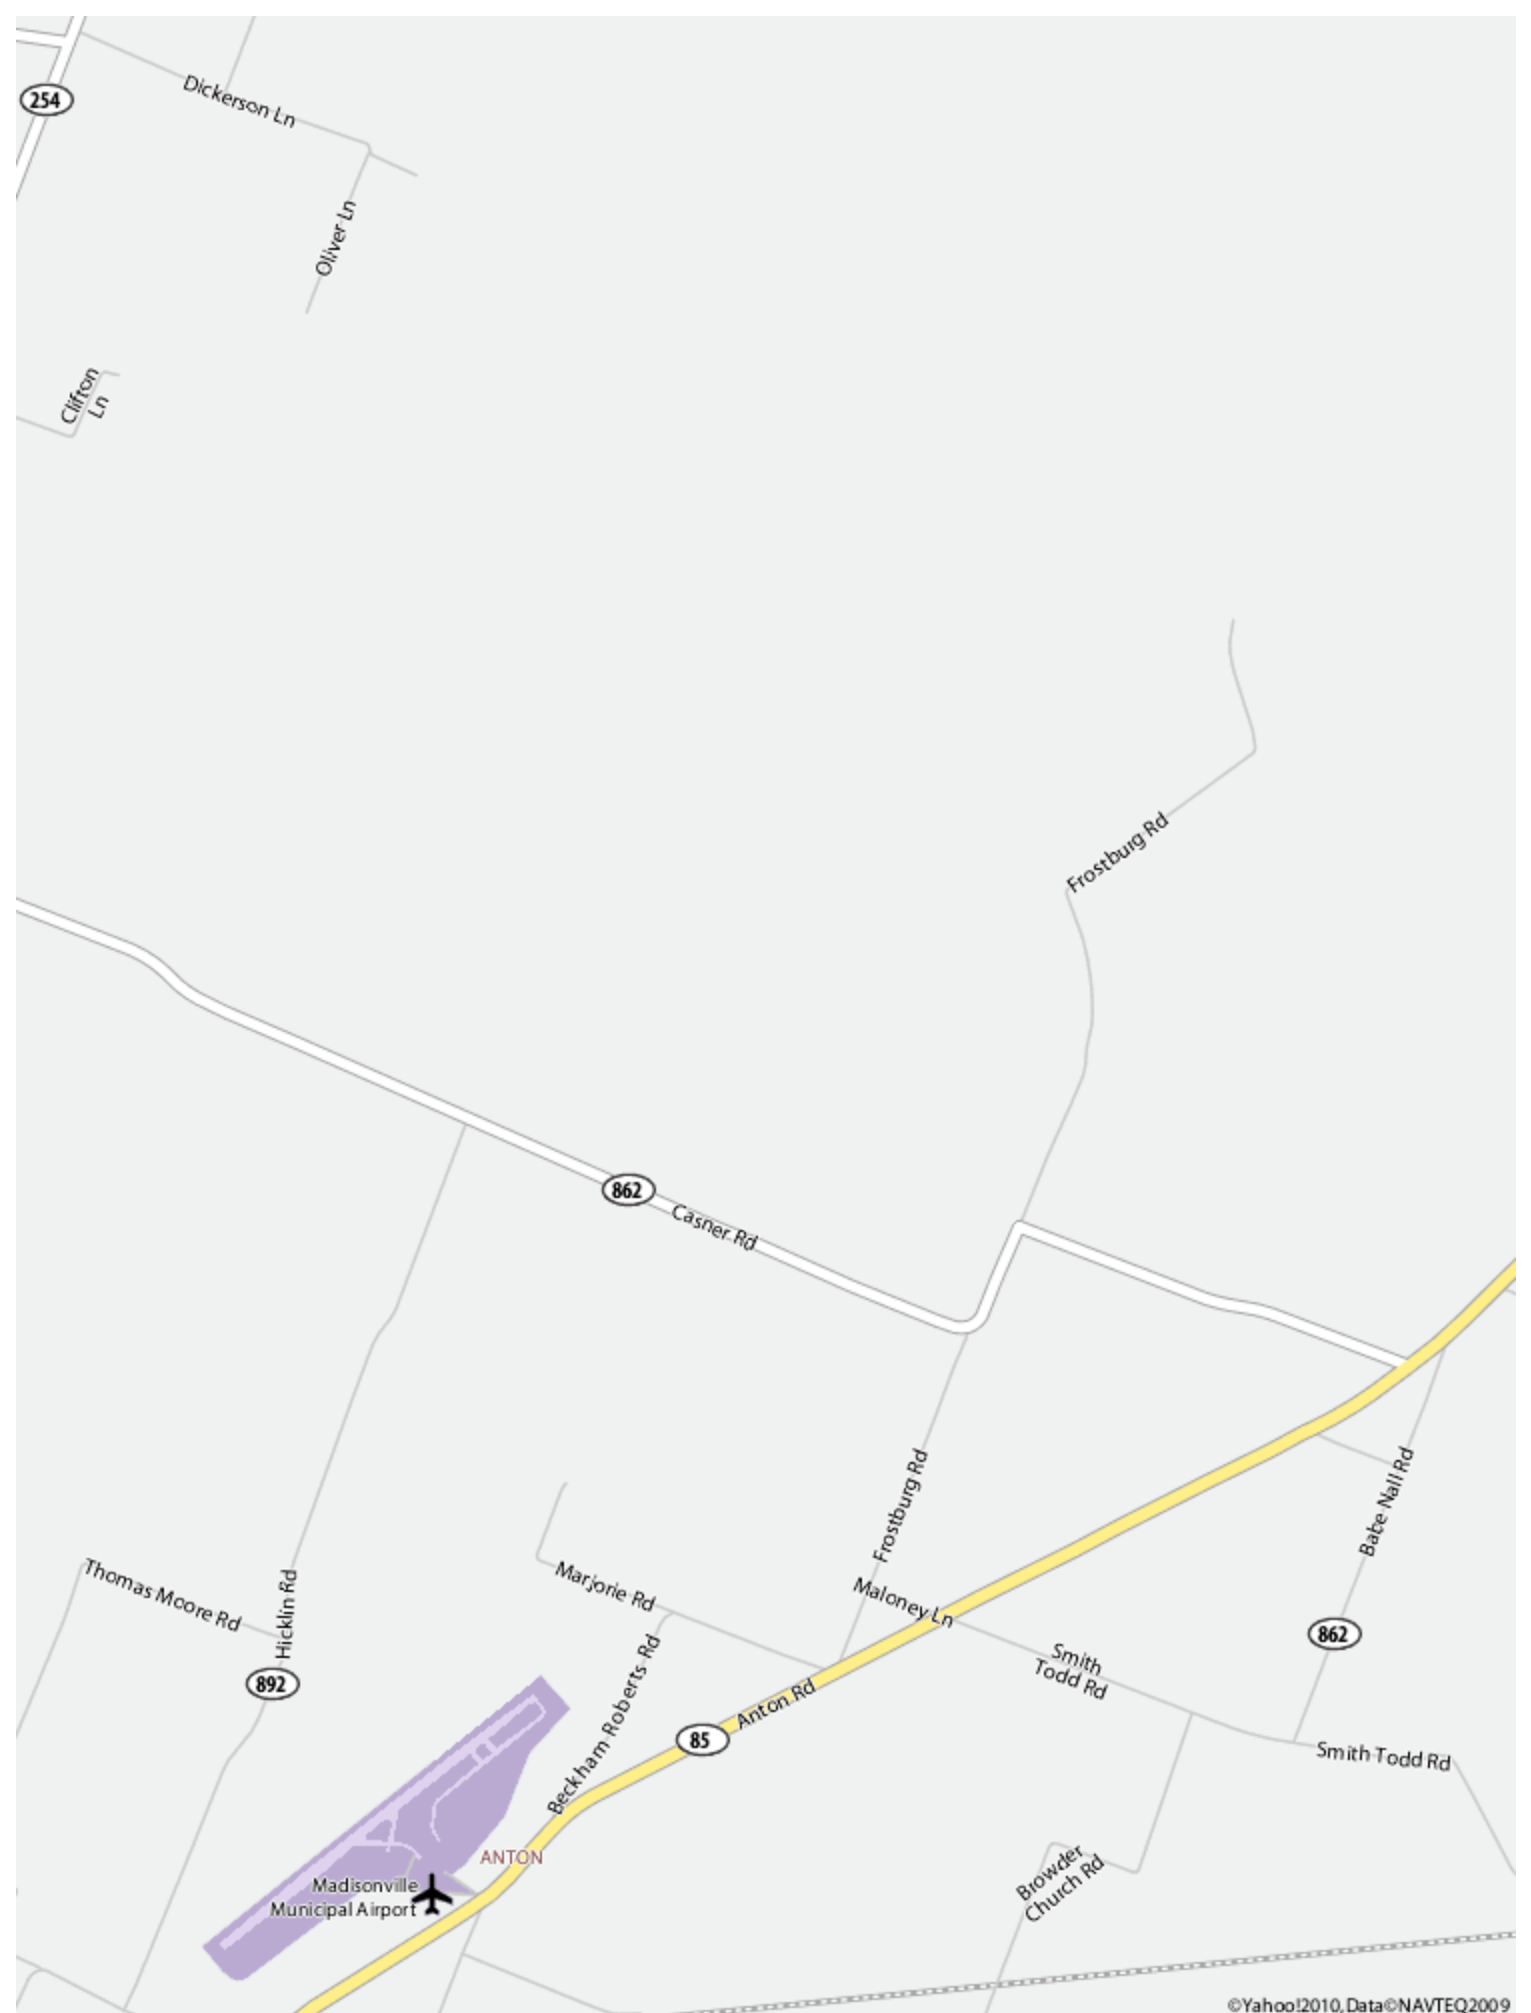 254
Dickerson Ln
Oliver Ln
Clifton
Ln
Frostburg Rd
862
Casner Rd
Frostburg Rd
Babe Nall Rd
Thomas Moore Rd
Hicklin Rd
Marjorie Rd
Maloney Ln
862
Smith
Todd Rd
892
Beckham Roberts Rd
Anton Rd
85
Smith Todd Rd
ANTON
Browder
Church Rd
Madisonville
Municipal Airport
©Yahoo!2010, Data©NAVTEQ2009